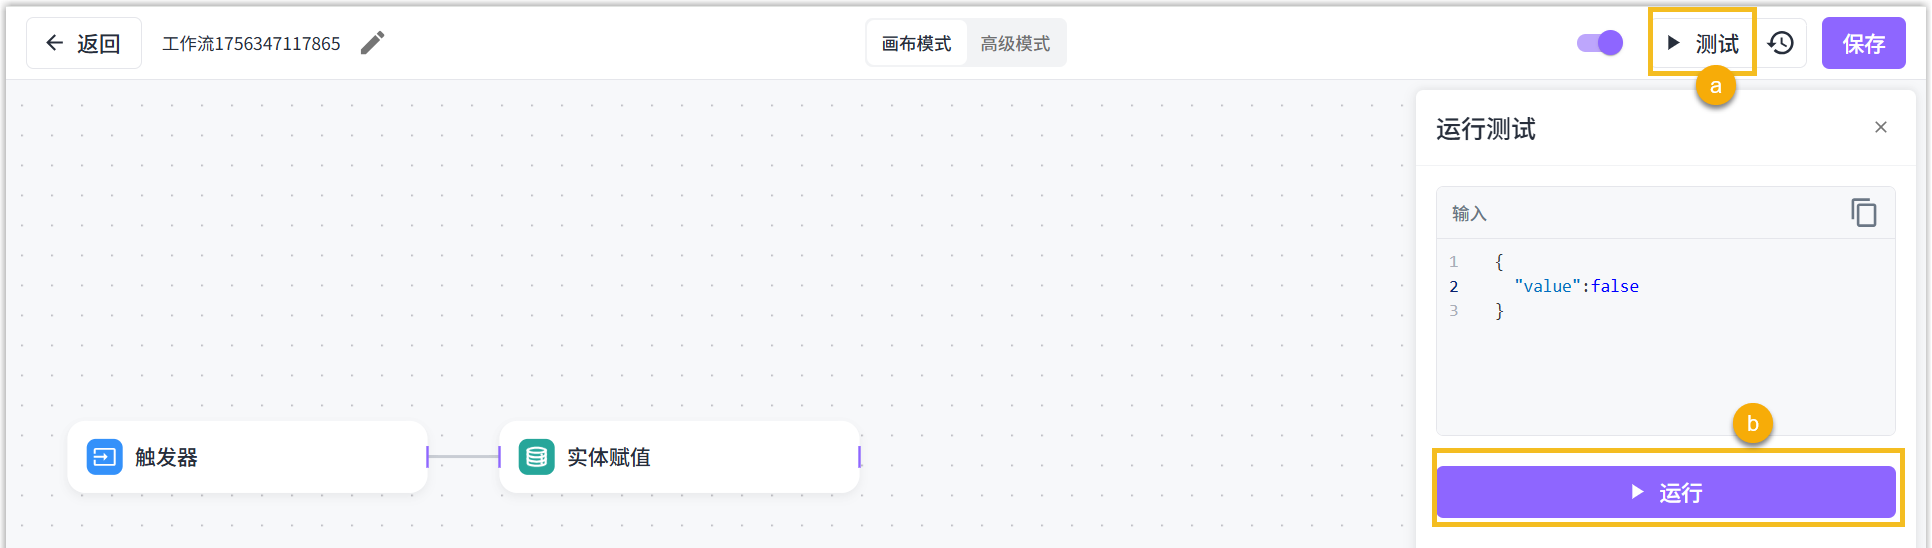 返回
工作流1756347117865
画布模式
高级模式
测试
保存
a
运行测试
输入
1 {
2 "value":false
3 }
触发器
实体赋值
b
运行